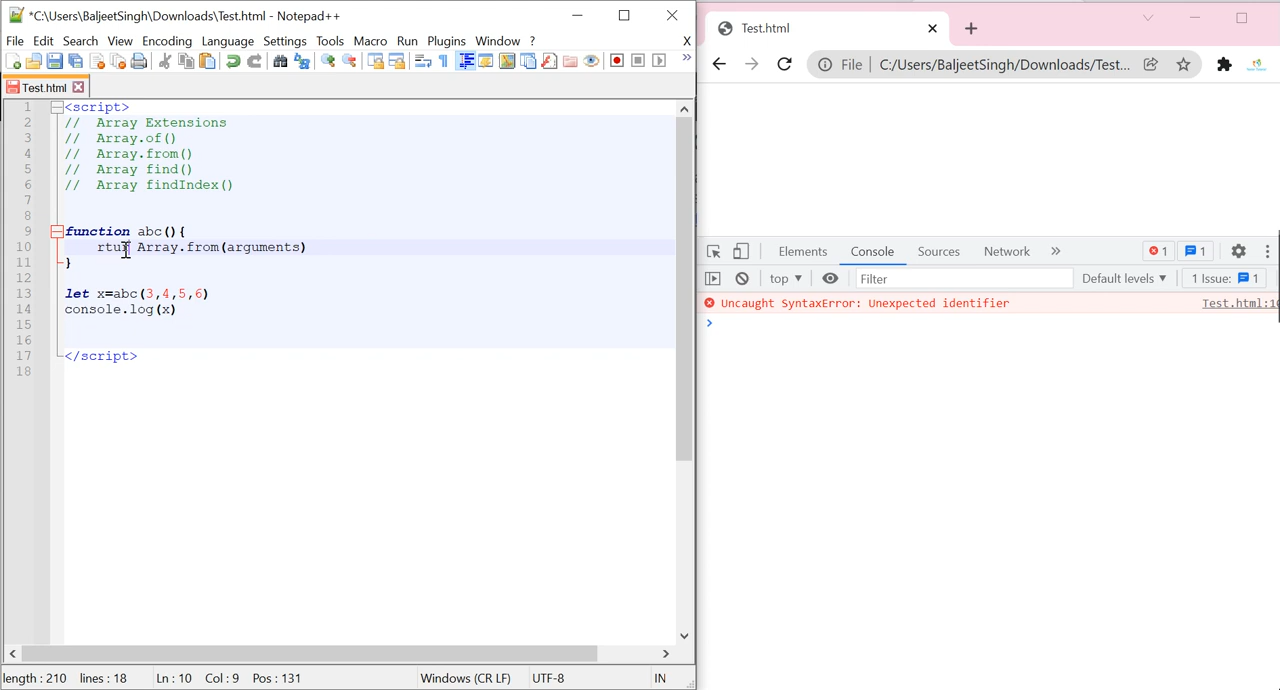 *C:\Users\BaljeetSingh\Downloads\Test.html - Notepad++
File Edit Search View Encoding Language Settings Tools Macro Run Plugins Window ? X
Test.html
1 <script>
2 // Array Extensions
3 // Array.of()
4 // Array.from()
5 // Array find()
6 // Array findIndex()
7
8
9 function abc(){
10 rtur Array.from(arguments)
11 }
12
13 let x=abc(3,4,5,6)
14 console.log(x)
15
16
17 </script>
18
length : 210 lines : 18 Ln : 10 Col : 9 Pos : 131 Windows (CR LF) UTF-8 IN
Test.html
File C:/Users/BaljeetSingh/Downloads/Test...
Elements Console Sources Network » 1 1
top Filter Default levels 1 Issue: 1
Uncaught SyntaxError: Unexpected identifier Test.html:10